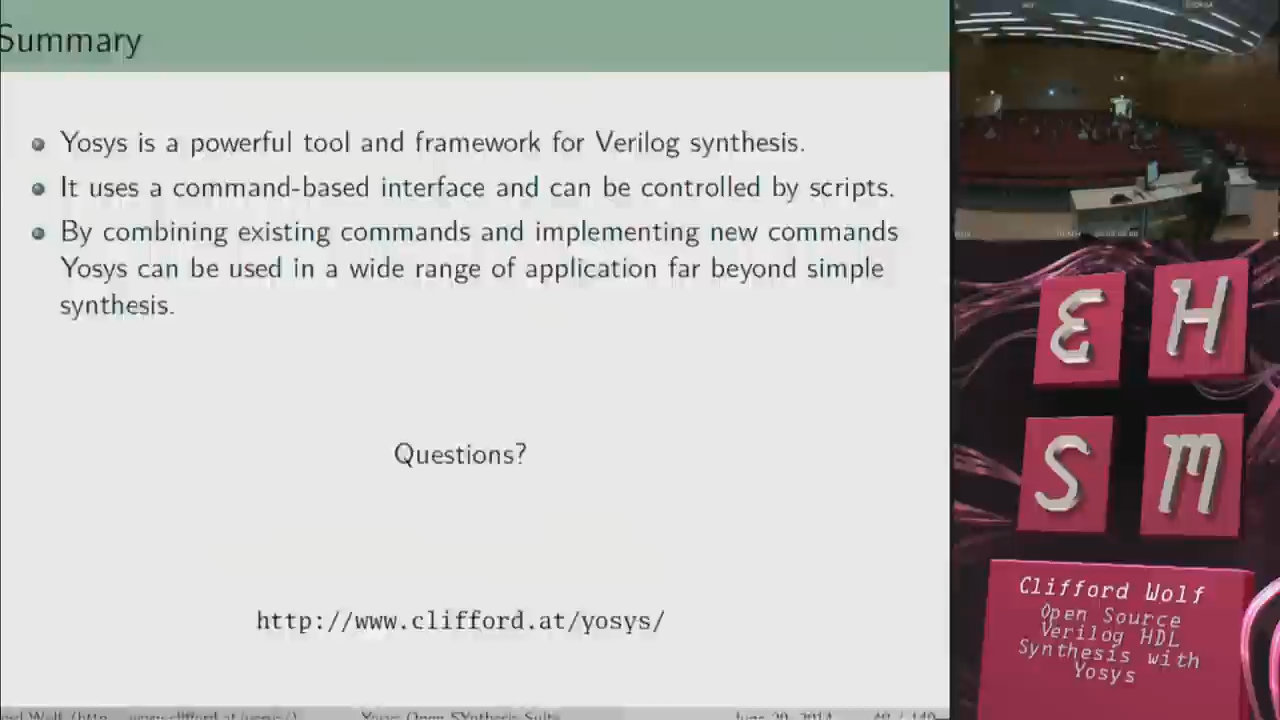 Summary
Yosys is a powerful tool and framework for Verilog synthesis.
It uses a command-based interface and can be controlled by scripts.
By combining existing commands and implementing new commands
Yosys can be used in a wide range of application far beyond simple
synthesis.
Questions?
http://www.clifford.at/yosys/
E H
S M
Clifford Wolf
Open Source
Verilog HDL
Synthesis with
Yosys